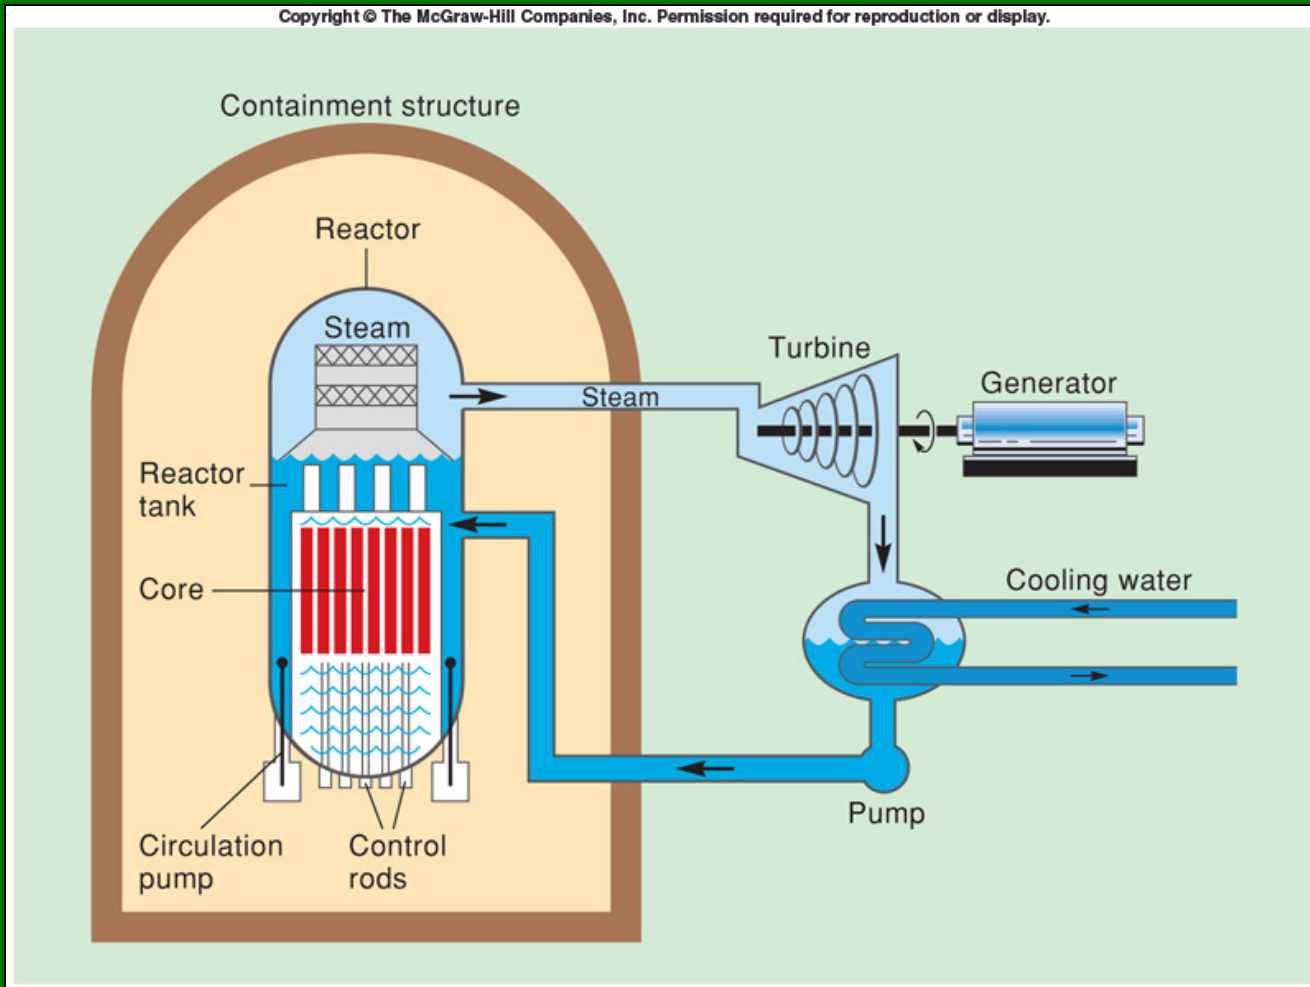 Copyright © The McGraw-Hill Companies, Inc. Permission required for reproduction or display.
Containment structure
Reactor
Steam
Turbine
Generator
Steam
Reactor
tank
Core
Cooling water
Pump
Circulation
pump
Control
rods